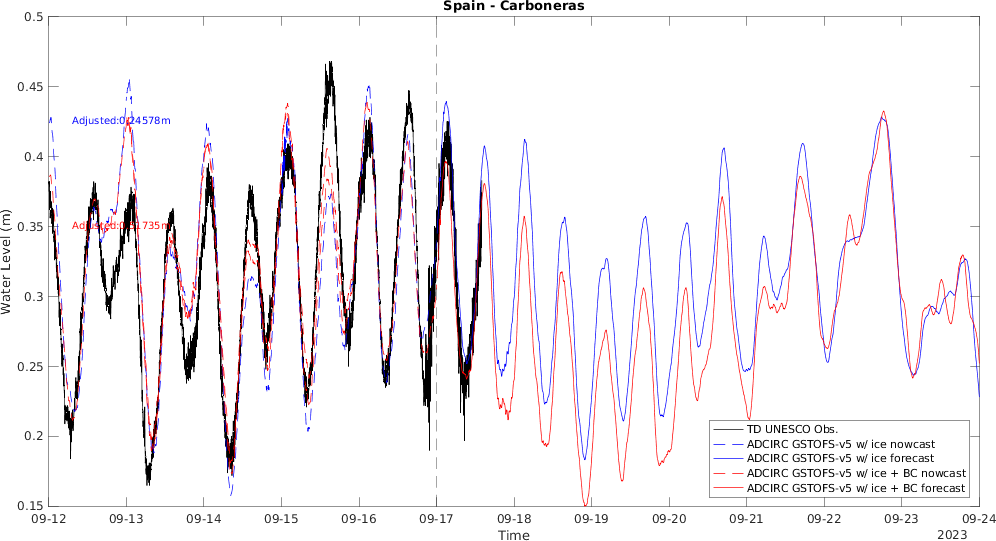 Spain - Carboneras
0.5
0.45
0.4
0.35
0.3
0.25
0.2
0.15
Water Level (m)
Adjusted:0.24578m
TD UNESCO Obs.
ADCIRC GSTOFS-v5 w/ ice nowcast
ADCIRC GSTOFS-v5 w/ ice forecast
ADCIRC GSTOFS-v5 w/ ice + BC nowcast
ADCIRC GSTOFS-v5 w/ ice + BC forecast
09-12 09-13 09-14 09-15 09-16 09-17 09-18 09-19 09-20 09-21 09-22 09-23 09-24
Time
2023